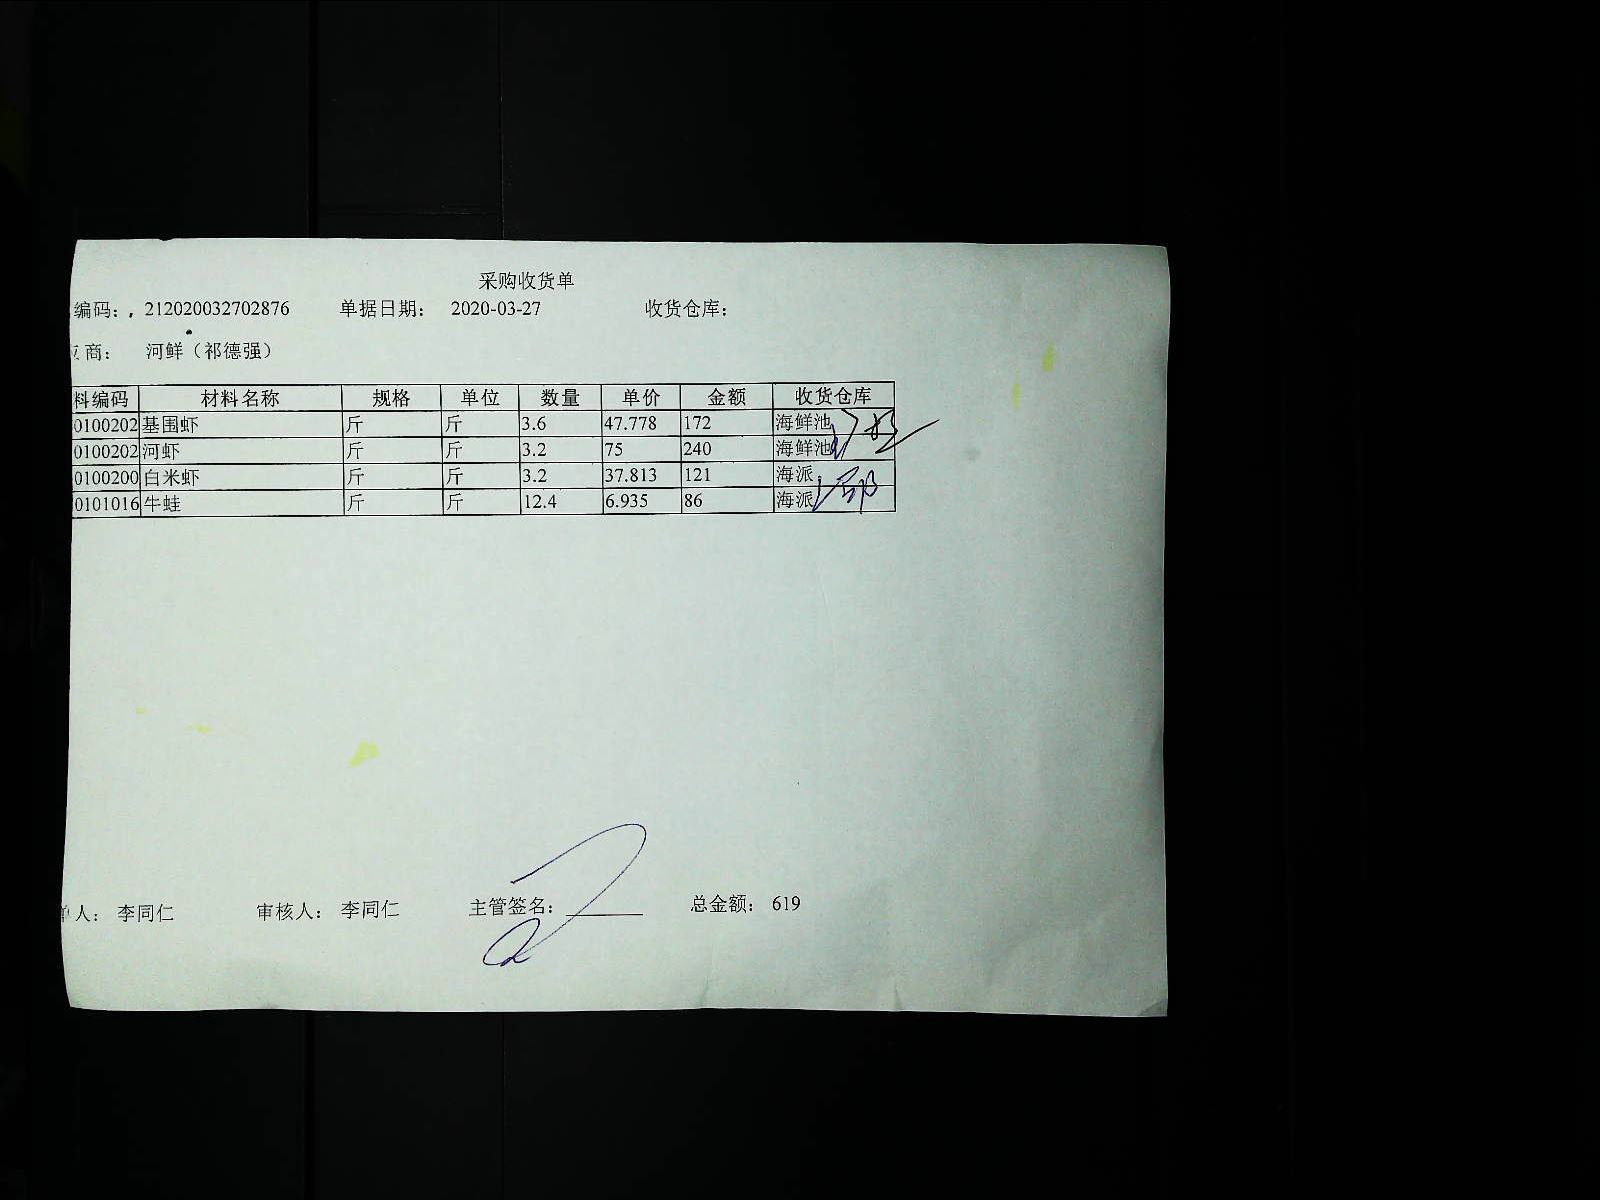 采购收货单
编码： 212020032702876 单据日期： 2020-03-27 收货仓库：
商： 河鲜（祁德强）
料编码 材料名称 规格 单位 数量 单价 金额 收货仓库
0100202 基围虾 斤 斤 3.6 47.778 172 海鲜池
0100202 河虾 斤 斤 3.2 75 240 海鲜池
0100200 白米虾 斤 斤 3.2 37.813 121 海派
0101016 牛蛙 斤 斤 12.4 6.935 86 海派
人： 李同仁 审核人： 李同仁 主管签名： 总金额： 619